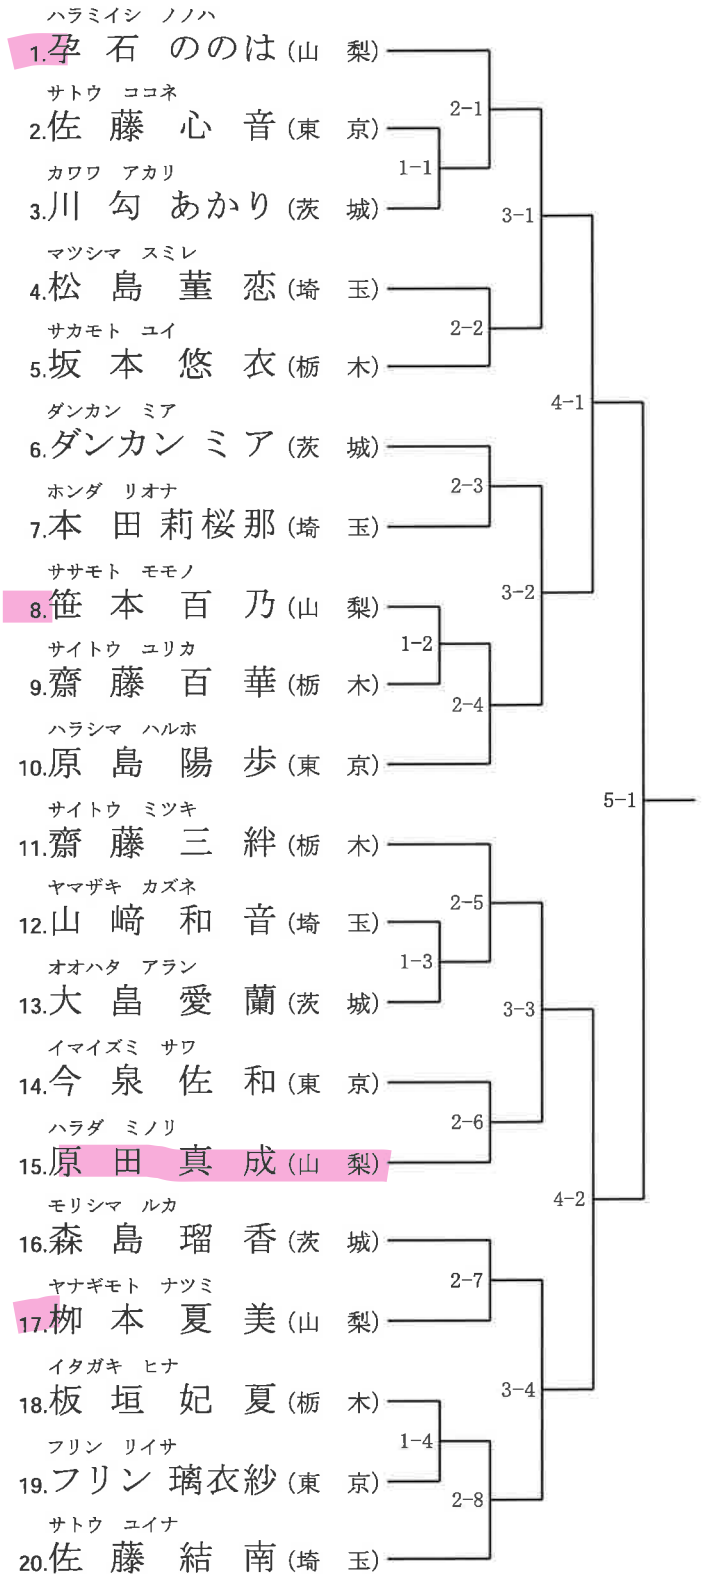 ハラミイシ ノノハ
1.孕石 ののは(山梨)
サトウ ココネ
2.佐藤心音(東京)
カワワ アカリ
3.川勾 あかり(茨城)
マツシマ スミレ
4.松島菫恋(埼玉)
サカモト ユイ
5.坂本悠衣(栃木)
ダンカン ミア
6.ダンカン ミア(茨城)
ホンダ リオナ
7.本田莉桜那(埼玉)
ササモト モモノ
8.笹本百乃(山梨)
サイトウ ユリカ
9.齋藤百華(栃木)
ハラシマ ハルホ
10.原島陽歩(東京)
サイトウ ミツキ
11.齋藤三絆(栃木)
ヤマザキ カズネ
12.山﨑和音(埼玉)
オオハタ アラン
13.大畠愛蘭(茨城)
イマイズミ サワ
14.今泉佐和(東京)
ハラダ ミノリ
15.原田真成(山梨)
モリシマ ルカ
16.森島瑠香(茨城)
ヤナギモト ナツミ
17.栁本夏美(山梨)
イタガキ ヒナ
18.板垣妃夏(栃木)
フリン リイサ
19.フリン 璃衣紗(東京)
サトウ ユイナ
20.佐藤結南(埼玉)
1-1
1-2
1-3
1-4
2-1
2-2
2-3
2-4
2-5
2-6
2-7
2-8
3-1
3-2
3-3
3-4
4-1
4-2
5-1